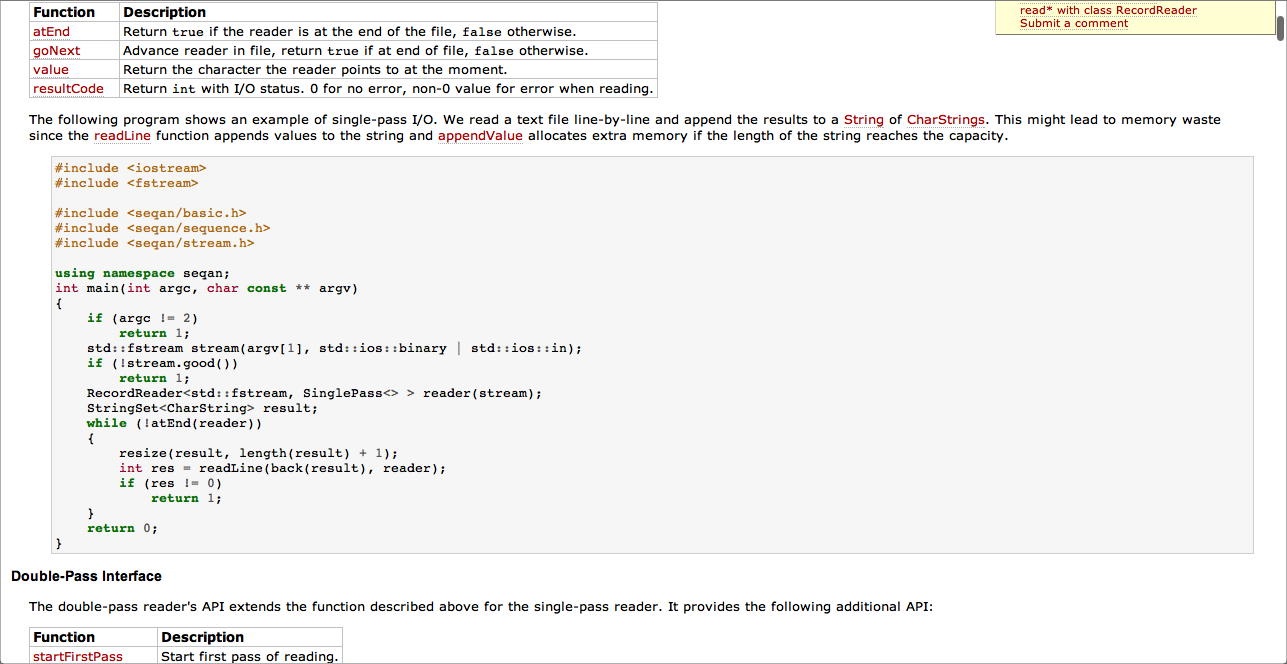 Function Description
atEnd Return true if the reader is at the end of the file, false otherwise.
goNext Advance reader in file, return true if at end of file, false otherwise.
value Return the character the reader points to at the moment.
resultCode Return int with I/O status. 0 for no error, non-0 value for error when reading.
read* with class RecordReader
Submit a comment
The following program shows an example of single-pass I/O. We read a text file line-by-line and append the results to a String of CharStrings. This might lead to memory waste
since the readLine function appends values to the string and appendValue allocates extra memory if the length of the string reaches the capacity.
#include <iostream>
#include <fstream>
#include <seqan/basic.h>
#include <seqan/sequence.h>
#include <seqan/stream.h>
using namespace seqan;
int main(int argc, char const ** argv)
{
    if (argc != 2)
        return 1;
    std::fstream stream(argv[1], std::ios::binary | std::ios::in);
    if (!stream.good())
        return 1;
    RecordReader<std::fstream, SinglePass<> > reader(stream);
    StringSet<CharString> result;
    while (!atEnd(reader))
    {
        resize(result, length(result) + 1);
        int res = readLine(back(result), reader);
        if (res != 0)
            return 1;
    }
    return 0;
}
Double-Pass Interface
The double-pass reader's API extends the function described above for the single-pass reader. It provides the following additional API:
Function Description
startFirstPass Start first pass of reading.